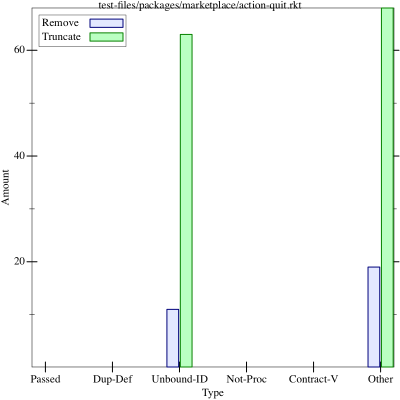 test-files/packages/marketplace/action-quit.rkt
Remove
Truncate
60
40
20
Amount
Passed Dup-Def Unbound-ID Not-Proc Contract-V Other
Type